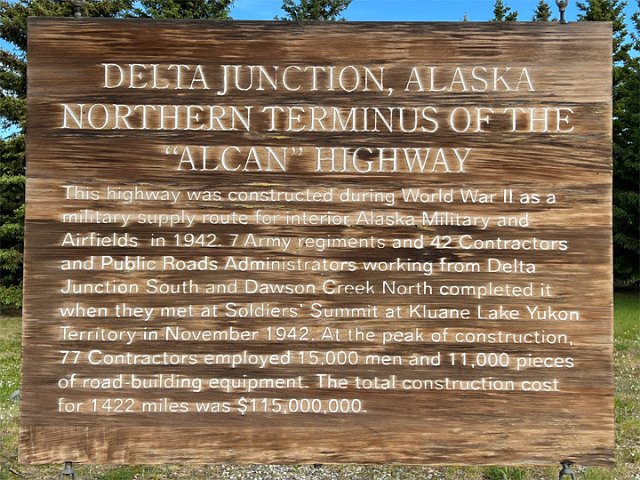 DELTA JUNCTION, ALASKA
NORTHERN TERMINUS OF THE
"ALCAN" HIGHWAY
This highway was constructed during World War II as a
military supply route for interior Alaska Military and
Airfields in 1942. 7 Army regiments and 42 Contractors
and Public Roads Administrators working from Delta
Junction South and Dawson Creek North completed it
when they met at Soldiers' Summit at Kluane Lake Yukon
Territory in November 1942. At the peak of construction,
77 Contractors employed 15,000 men and 11,000 pieces
of road-building equipment. The total construction cost
for 1422 miles was $115,000,000.